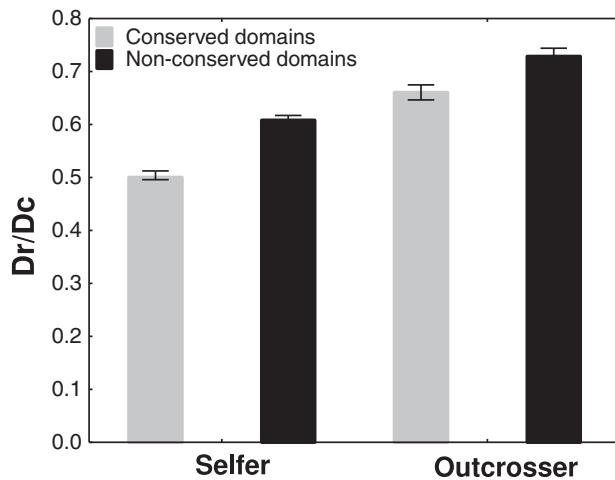 0.8
Conserved domains
Non-conserved domains
0.7
0.6
0.5
0.4
0.3
0.2
0.1
0.0
Dr/Dc
Selfer
Outcrosser